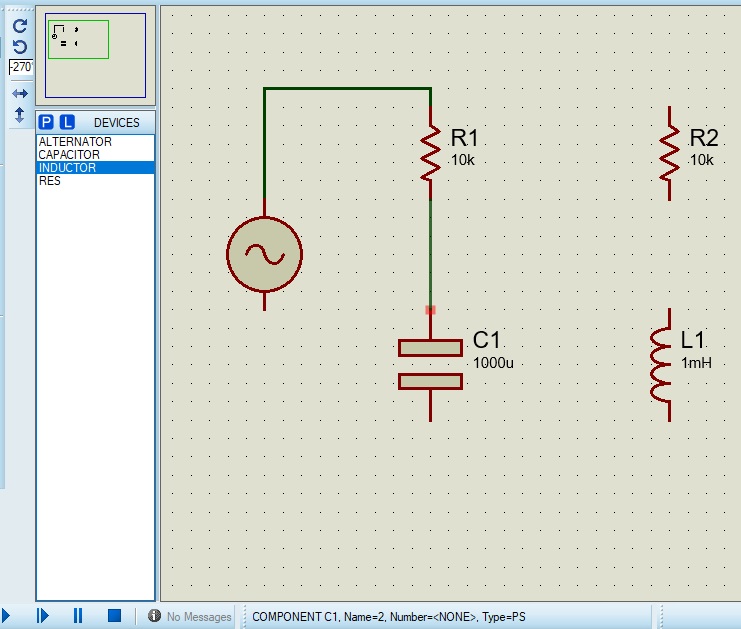 -270
P L DEVICES
ALTERNATOR
CAPACITOR
INDUCTOR
RES
R1
10k
R2
10k
C1
1000u
L1
1mH
No Messages
COMPONENT C1, Name=2, Number=<NONE>, Type=PS